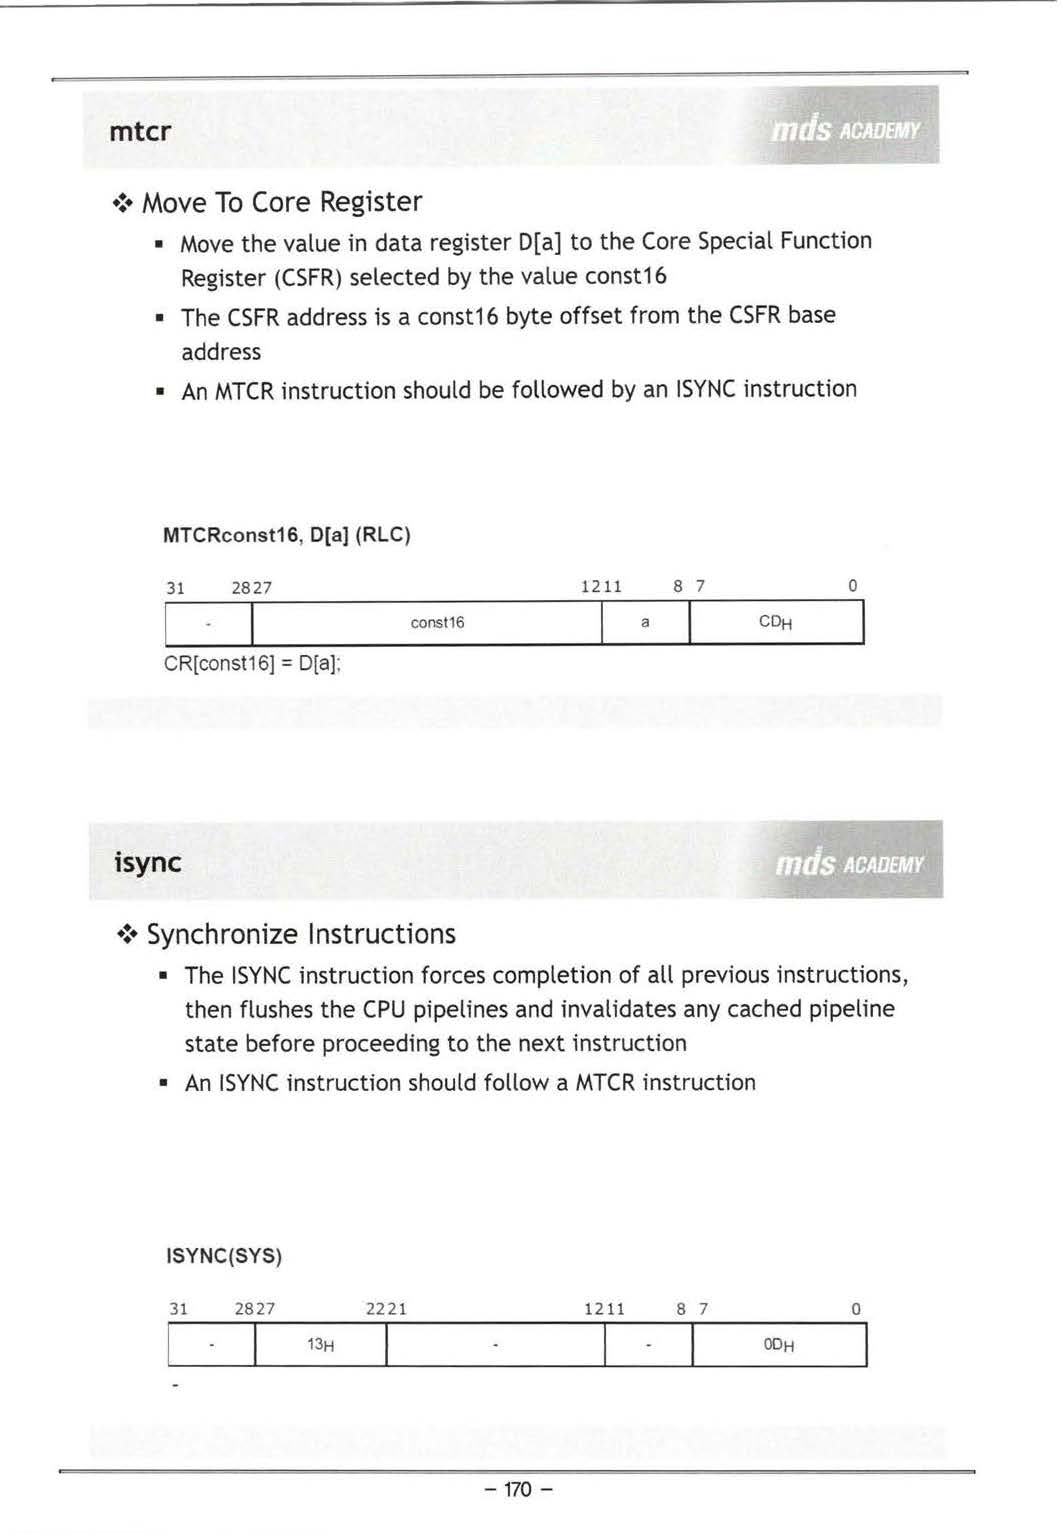 mtcr
mds ACADEMY
Move To Core Register
Move the value in data register D[a] to the Core Special Function
Register (CSFR) selected by the value const16
The CSFR address is a const16 byte offset from the CSFR base
address
An MTCR instruction should be followed by an ISYNC instruction
MTCRconst16, D[a] (RLC)
31 2827 1211 8 7 0
- const16 a CDH
CR[const16] = D[a];
isync
mds ACADEMY
Synchronize Instructions
The ISYNC instruction forces completion of all previous instructions,
then flushes the CPU pipelines and invalidates any cached pipeline
state before proceeding to the next instruction
An ISYNC instruction should follow a MTCR instruction
ISYNC(SYS)
31 2827 2221 1211 8 7 0
- 13H - - 0DH
-
- 170 -